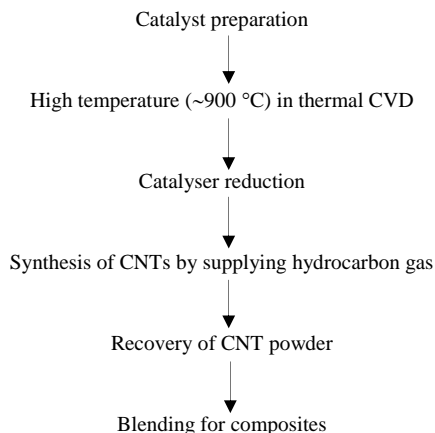 Catalyst preparation
High temperature (~900 °C) in thermal CVD
Catalyser reduction
Synthesis of CNTs by supplying hydrocarbon gas
Recovery of CNT powder
Blending for composites